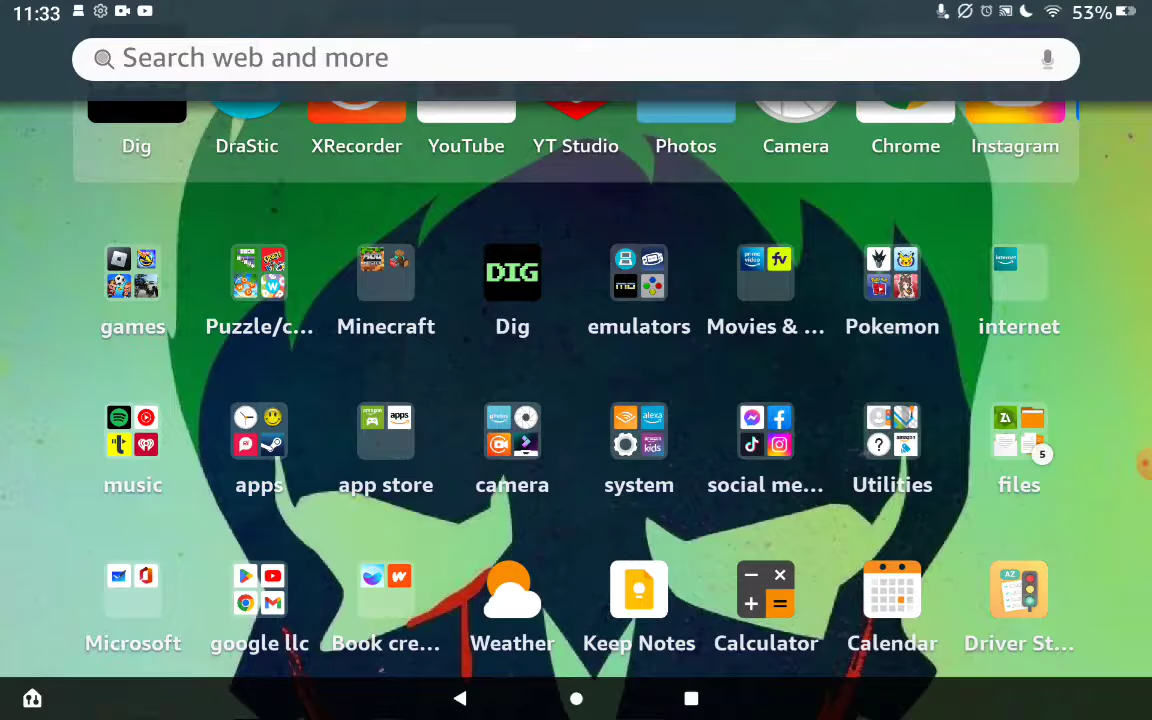 11:33 53%
Search web and more
Dig DraStic XRecorder YouTube YT Studio Photos Camera Chrome Instagram
DIG
games Puzzle/c... Minecraft Dig emulators Movies & ... Pokemon internet
5
music apps app store camera system social me... Utilities files
Microsoft google llc Book cre... Weather Keep Notes Calculator Calendar Driver St...